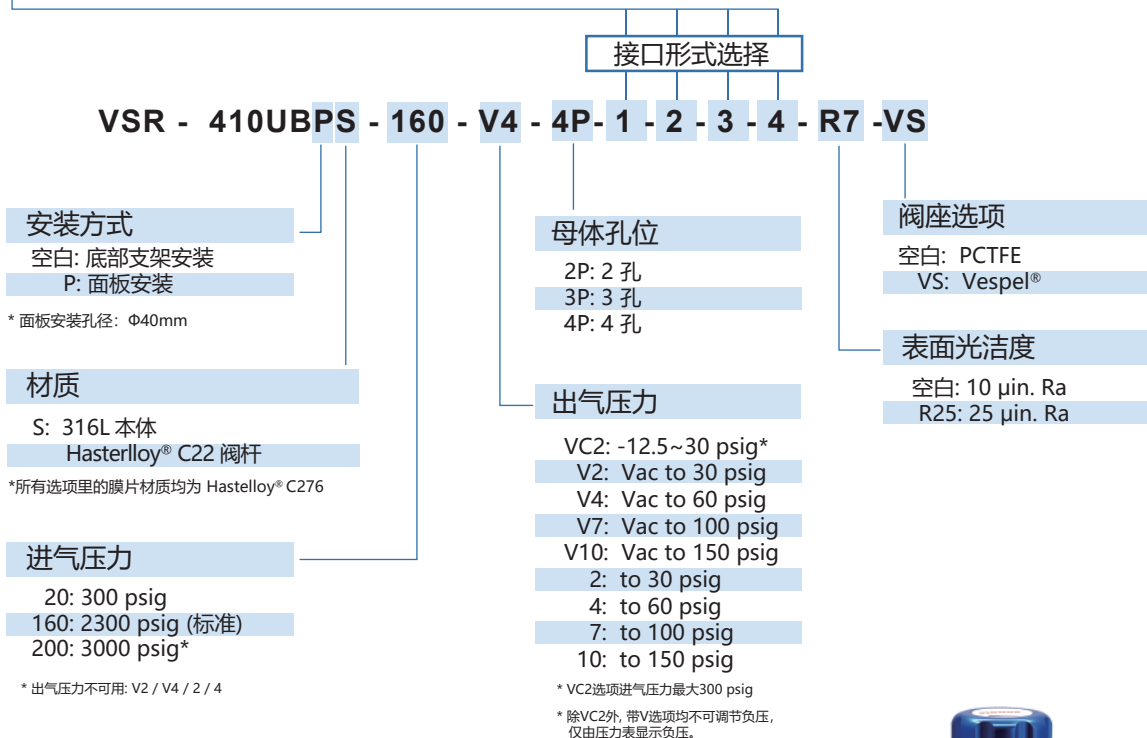 接口形式选择
VSR - 410UBPS - 160 - V4 - 4P- 1 - 2 - 3 - 4 - R7 -VS
安装方式
空白: 底部支架安装
P: 面板安装
* 面板安装孔径：Φ40mm
材质
S: 316L 本体
Hasterlloy® C22 阀杆
*所有选项里的膜片材质均为 Hastelloy® C276
进气压力
20: 300 psig
160: 2300 psig (标准)
200: 3000 psig*
* 出气压力不可用: V2 / V4 / 2 / 4
母体孔位
2P: 2 孔
3P: 3 孔
4P: 4 孔
出气压力
VC2: -12.5~30 psig*
V2: Vac to 30 psig
V4: Vac to 60 psig
V7: Vac to 100 psig
V10: Vac to 150 psig
2: to 30 psig
4: to 60 psig
7: to 100 psig
10: to 150 psig
* VC2选项进气压力最大300 psig
* 除VC2外, 带V选项均不可调节负压,
仅由压力表显示负压。
阀座选项
空白: PCTFE
VS: Vespel®
表面光洁度
空白: 10 µin. Ra
R25: 25 µin. Ra